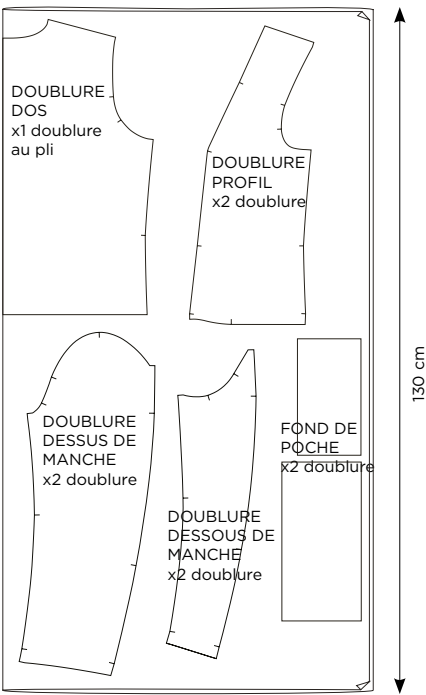 DOUBLURE
DOS
x1 doublure
au pli
DOUBLURE
PROFIL
x2 doublure
DOUBLURE
DESSUS DE
MANCHE
x2 doublure
DOUBLURE
DESSOUS DE
MANCHE
x2 doublure
FOND DE
POCHE
x2 doublure
130 cm